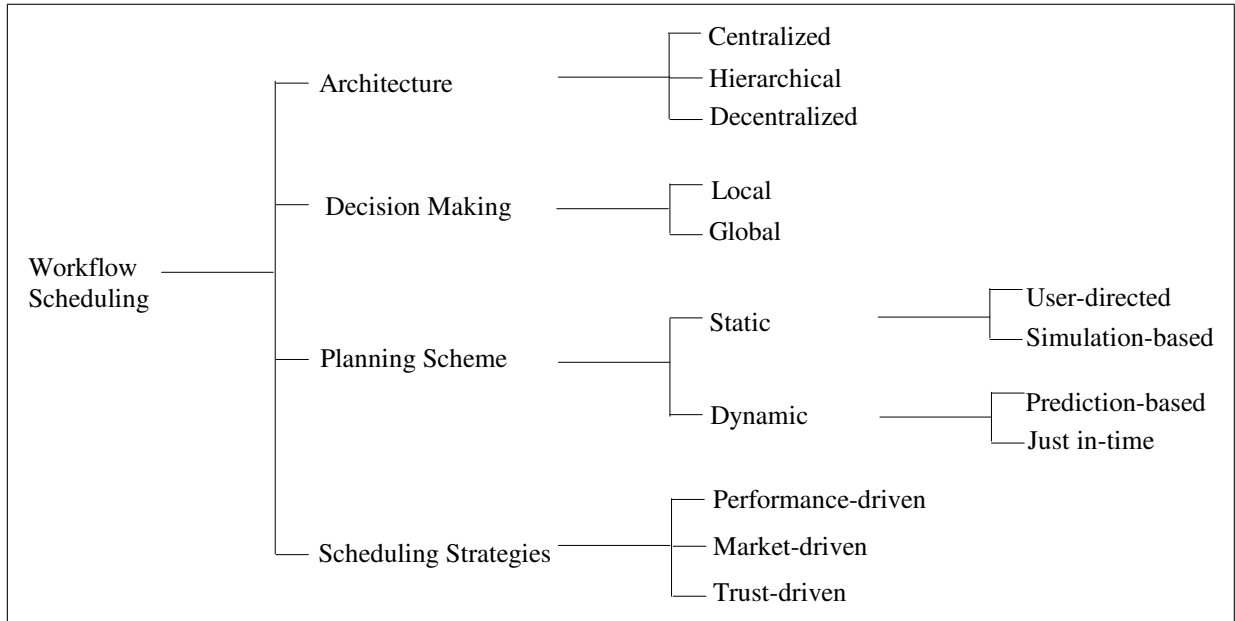 Workflow
Scheduling
Architecture
Centralized
Hierarchical
Decentralized
Decision Making
Local
Global
Planning Scheme
Static
User-directed
Simulation-based
Dynamic
Prediction-based
Just in-time
Scheduling Strategies
Performance-driven
Market-driven
Trust-driven